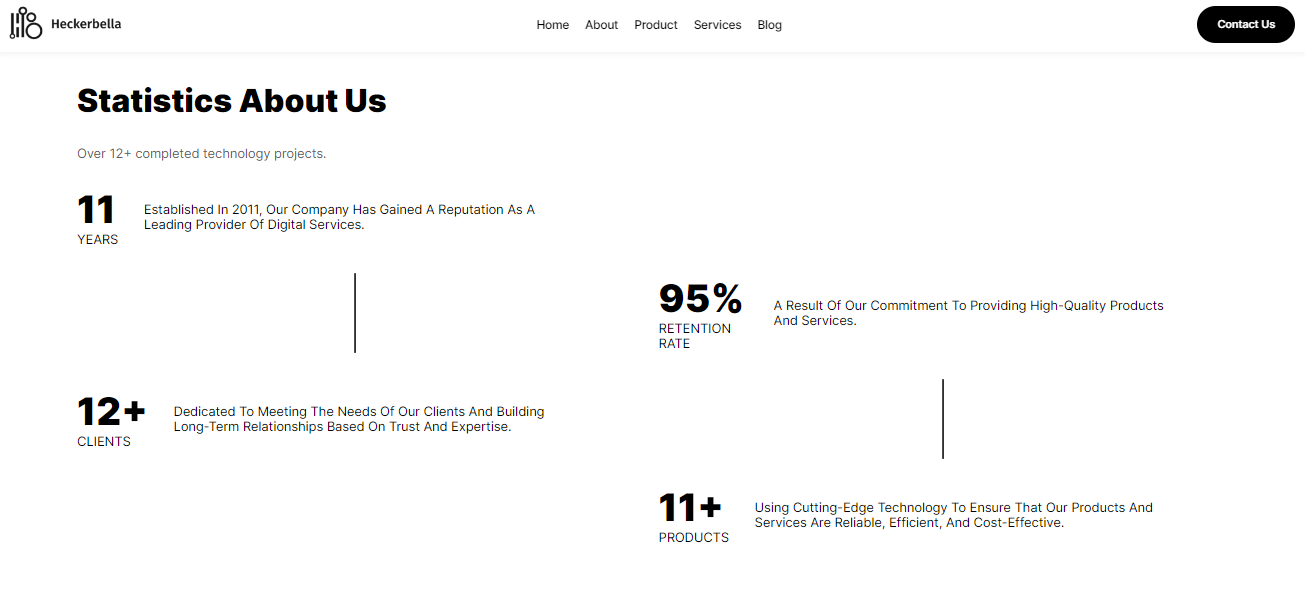 Heckerbella
Home About Product Services Blog
Contact Us
Statistics About Us
Over 12+ completed technology projects.
11
YEARS
Established In 2011, Our Company Has Gained A Reputation As A
Leading Provider Of Digital Services.
95%
RETENTION
RATE
A Result Of Our Commitment To Providing High-Quality Products
And Services.
12+
CLIENTS
Dedicated To Meeting The Needs Of Our Clients And Building
Long-Term Relationships Based On Trust And Expertise.
11+
PRODUCTS
Using Cutting-Edge Technology To Ensure That Our Products And
Services Are Reliable, Efficient, And Cost-Effective.